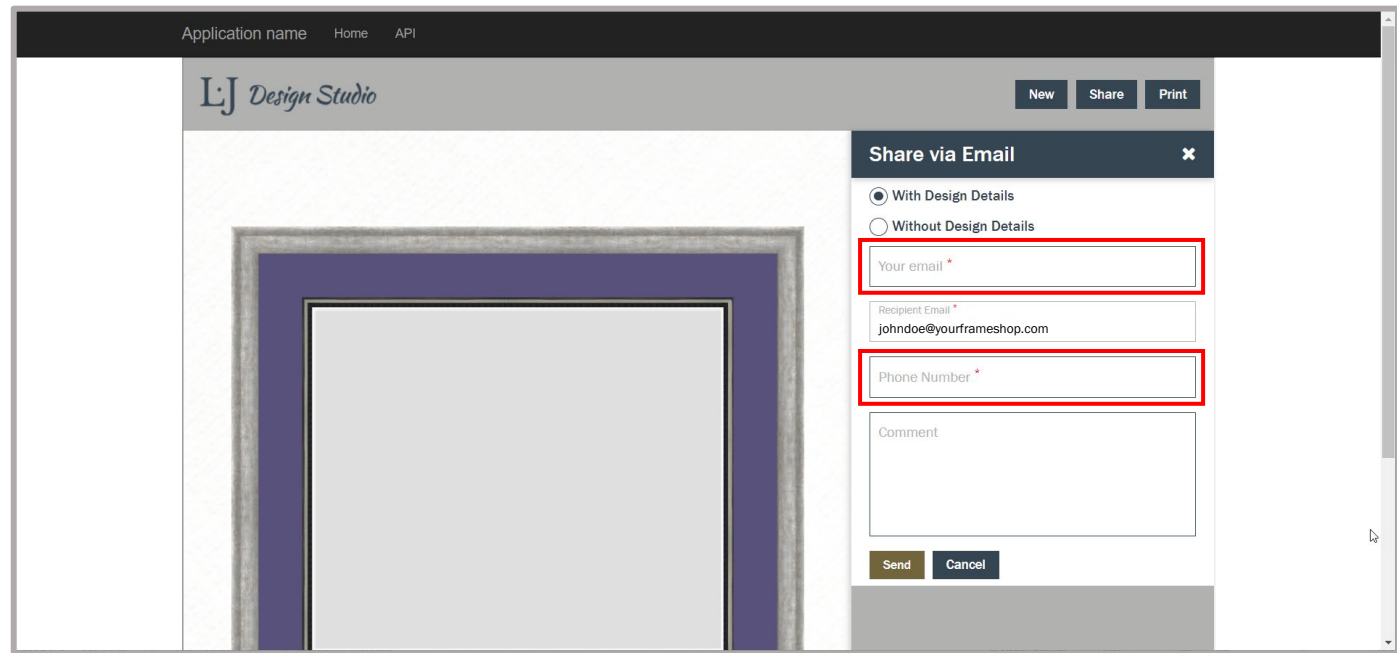 Application name Home API
LJ Design Studio
New Share Print
Share via Email ✖
With Design Details
Without Design Details
Your email *
Recipient Email *
johndoe@yourframeshop.com
Phone Number *
Comment
Send Cancel